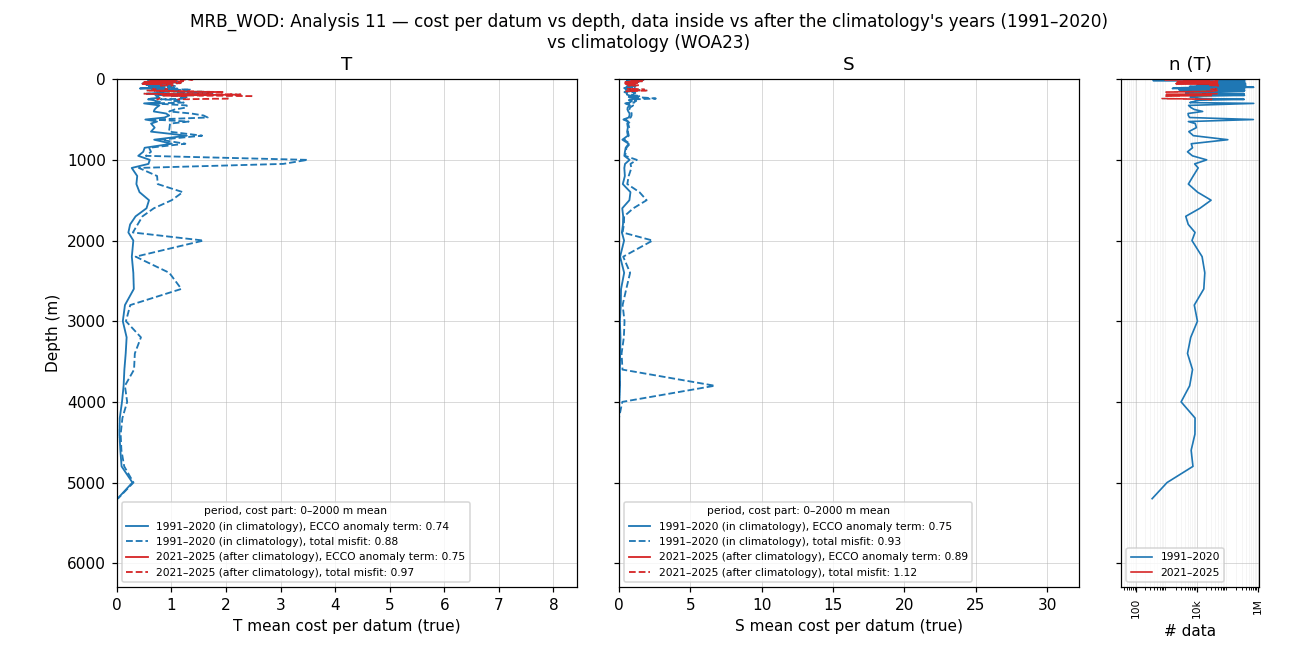 MRB_WOD: Analysis 11 — cost per datum vs depth, data inside vs after the climatology's years (1991–2020)
vs climatology (WOA23)
T
S
n (T)
0
1000
2000
3000
4000
5000
6000
Depth (m)
period, cost part: 0–2000 m mean
1991–2020 (in climatology), ECCO anomaly term: 0.74
1991–2020 (in climatology), total misfit: 0.88
2021–2025 (after climatology), ECCO anomaly term: 0.75
2021–2025 (after climatology), total misfit: 0.97
0 1 2 3 4 5 6 7 8
T mean cost per datum (true)
period, cost part: 0–2000 m mean
1991–2020 (in climatology), ECCO anomaly term: 0.75
1991–2020 (in climatology), total misfit: 0.93
2021–2025 (after climatology), ECCO anomaly term: 0.89
2021–2025 (after climatology), total misfit: 1.12
0 5 10 15 20 25 30
S mean cost per datum (true)
1991–2020
2021–2025
100 10k 1M
# data